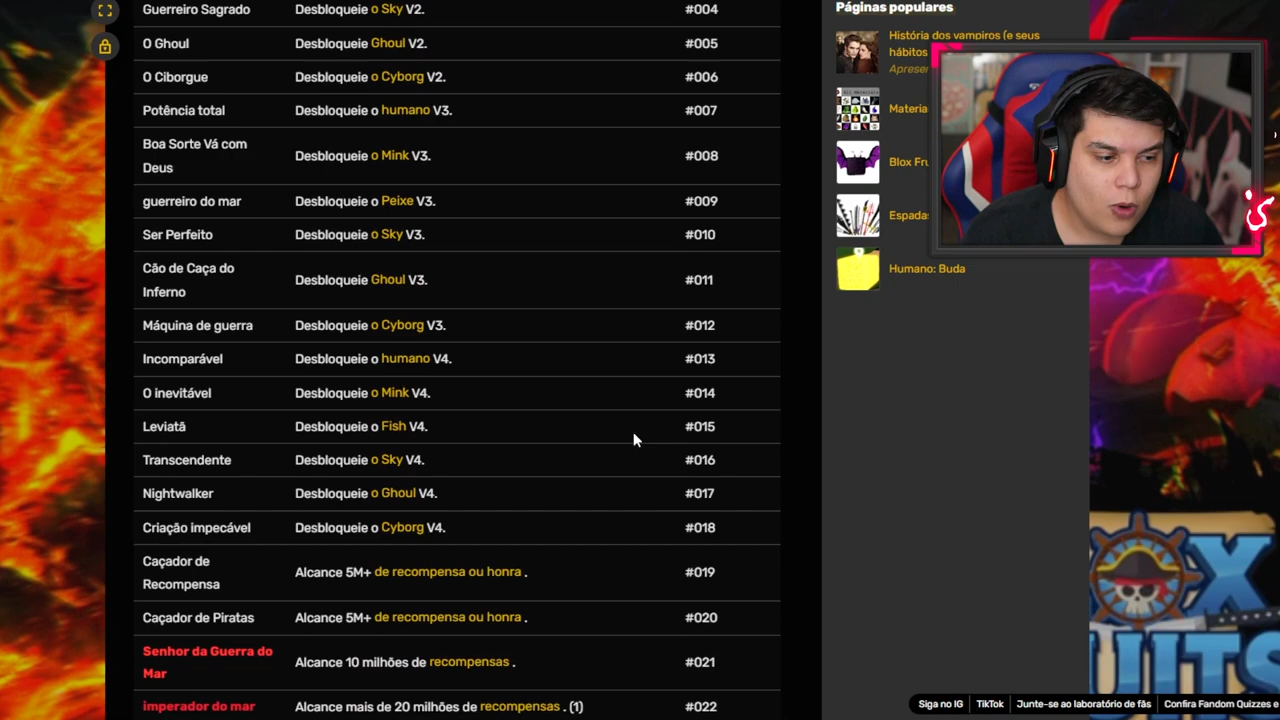 Guerreiro Sagrado Desbloqueie o Sky V2. #004
O Ghoul Desbloqueie Ghoul V2. #005
O Ciborgue Desbloqueie o Cyborg V2. #006
Potência total Desbloqueie o humano V3. #007
Boa Sorte Vá com
Deus Desbloqueie o Mink V3. #008
guerreiro do mar Desbloqueie o Peixe V3. #009
Ser Perfeito Desbloqueie o Sky V3. #010
Cão de Caça do
Inferno Desbloqueie Ghoul V3. #011
Máquina de guerra Desbloqueie o Cyborg V3. #012
Incomparável Desbloqueie o humano V4. #013
O inevitável Desbloqueie o Mink V4. #014
Leviatã Desbloqueie o Fish V4. #015
Transcendente Desbloqueie o Sky V4. #016
Nightwalker Desbloqueie o Ghoul V4. #017
Criação impecável Desbloqueie o Cyborg V4. #018
Caçador de
Recompensa Alcance 5M+ de recompensa ou honra . #019
Caçador de Piratas Alcance 5M+ de recompensa ou honra . #020
Senhor da Guerra do
Mar Alcance 10 milhões de recompensas . #021
imperador do mar Alcance mais de 20 milhões de recompensas . (1) #022
Páginas populares
História dos vampiros (e seus
hábitos
Aprese
Materia
Blox Fru
Espadas
Humano: Buda
X
UITS
Siga no IG TikTok Junte-se ao laboratório de fãs Confira Fandom Quizzes e